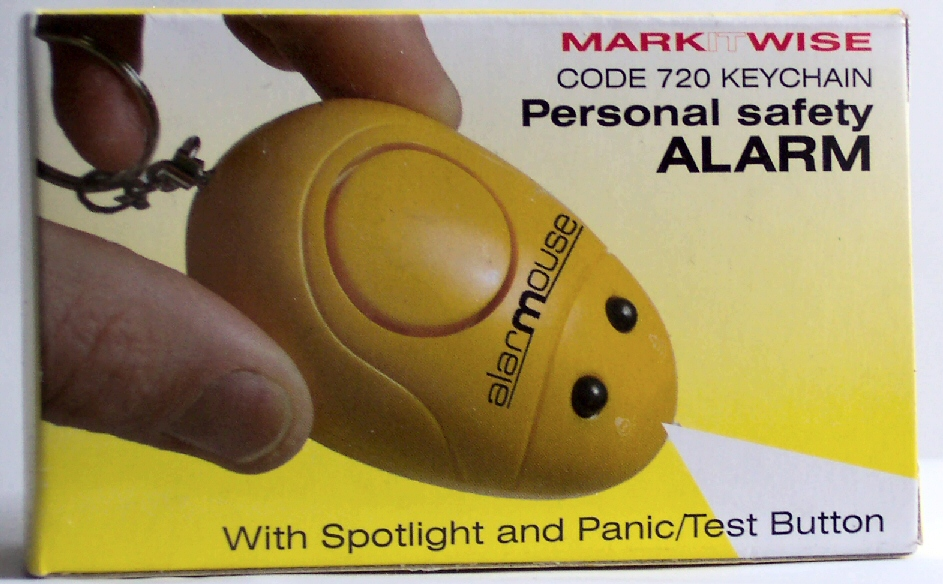 MARKITWISE
CODE 720 KEYCHAIN
Personal safety
ALARM
alarmouse
With Spotlight and Panic/Test Button